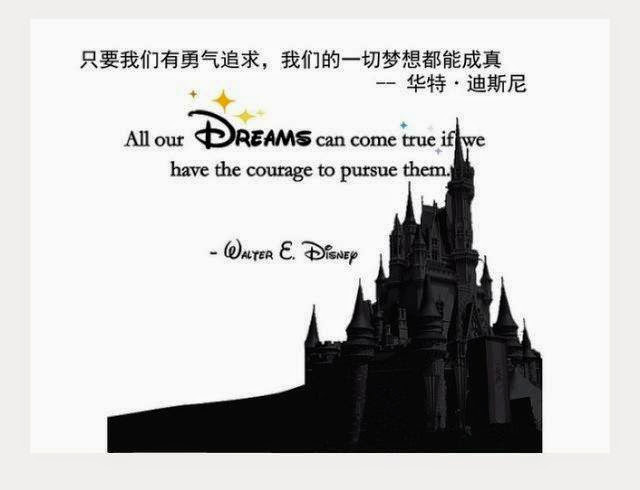 只要我们有勇气追求，我们的一切梦想都能成真
-- 华特·迪斯尼
All our DREAMS can come true if we
have the courage to pursue them.
- WALTER E. DISNEY